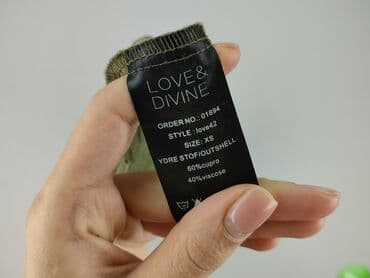 LOVE&
DIVINE
ORDER NO.: 01894
STYLE : love42
SIZE: XS
YDRE STOF/OUTSHELL
60%cupro
40%viscose